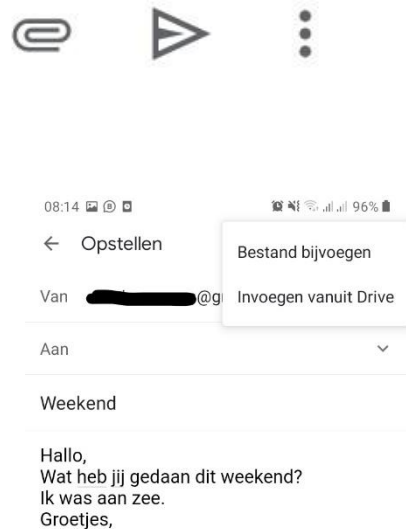 08:14 96%
Opstellen
Bestand bijvoegen
Van @g Invoegen vanuit Drive
Aan
Weekend
Hallo,
Wat heb jij gedaan dit weekend?
Ik was aan zee.
Groetjes,